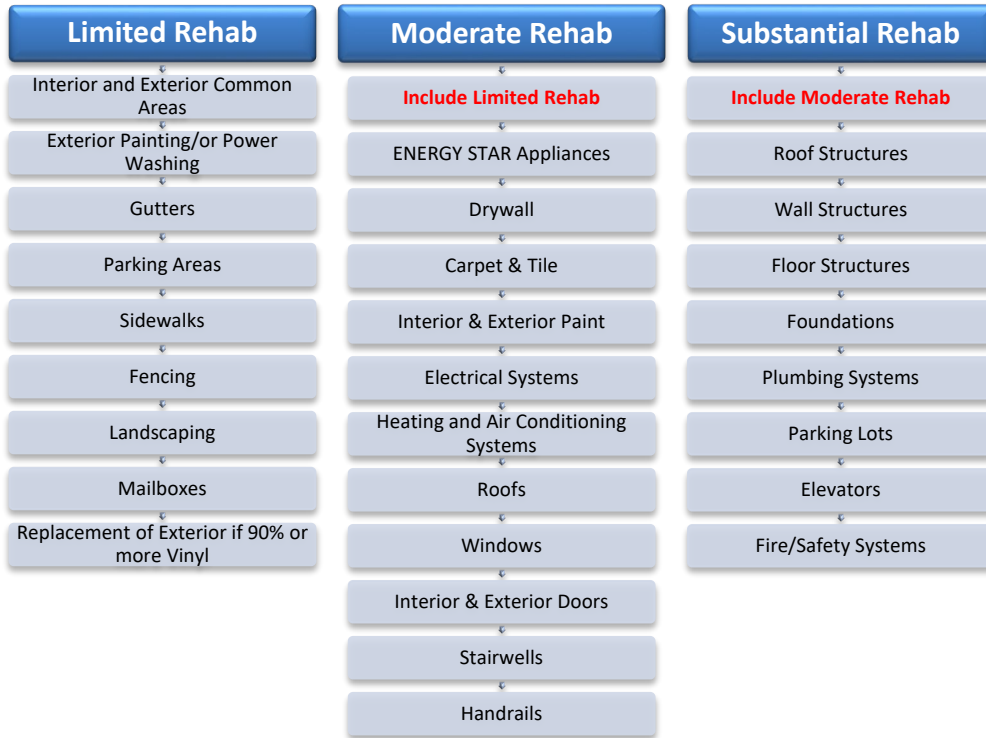 Limited Rehab
Interior and Exterior Common
Areas
Exterior Painting/or Power
Washing
Gutters
Parking Areas
Sidewalks
Fencing
Landscaping
Mailboxes
Replacement of Exterior if 90% or
more Vinyl
Moderate Rehab
Include Limited Rehab
ENERGY STAR Appliances
Drywall
Carpet & Tile
Interior & Exterior Paint
Electrical Systems
Heating and Air Conditioning
Systems
Roofs
Windows
Interior & Exterior Doors
Stairwells
Handrails
Substantial Rehab
Include Moderate Rehab
Roof Structures
Wall Structures
Floor Structures
Foundations
Plumbing Systems
Parking Lots
Elevators
Fire/Safety Systems